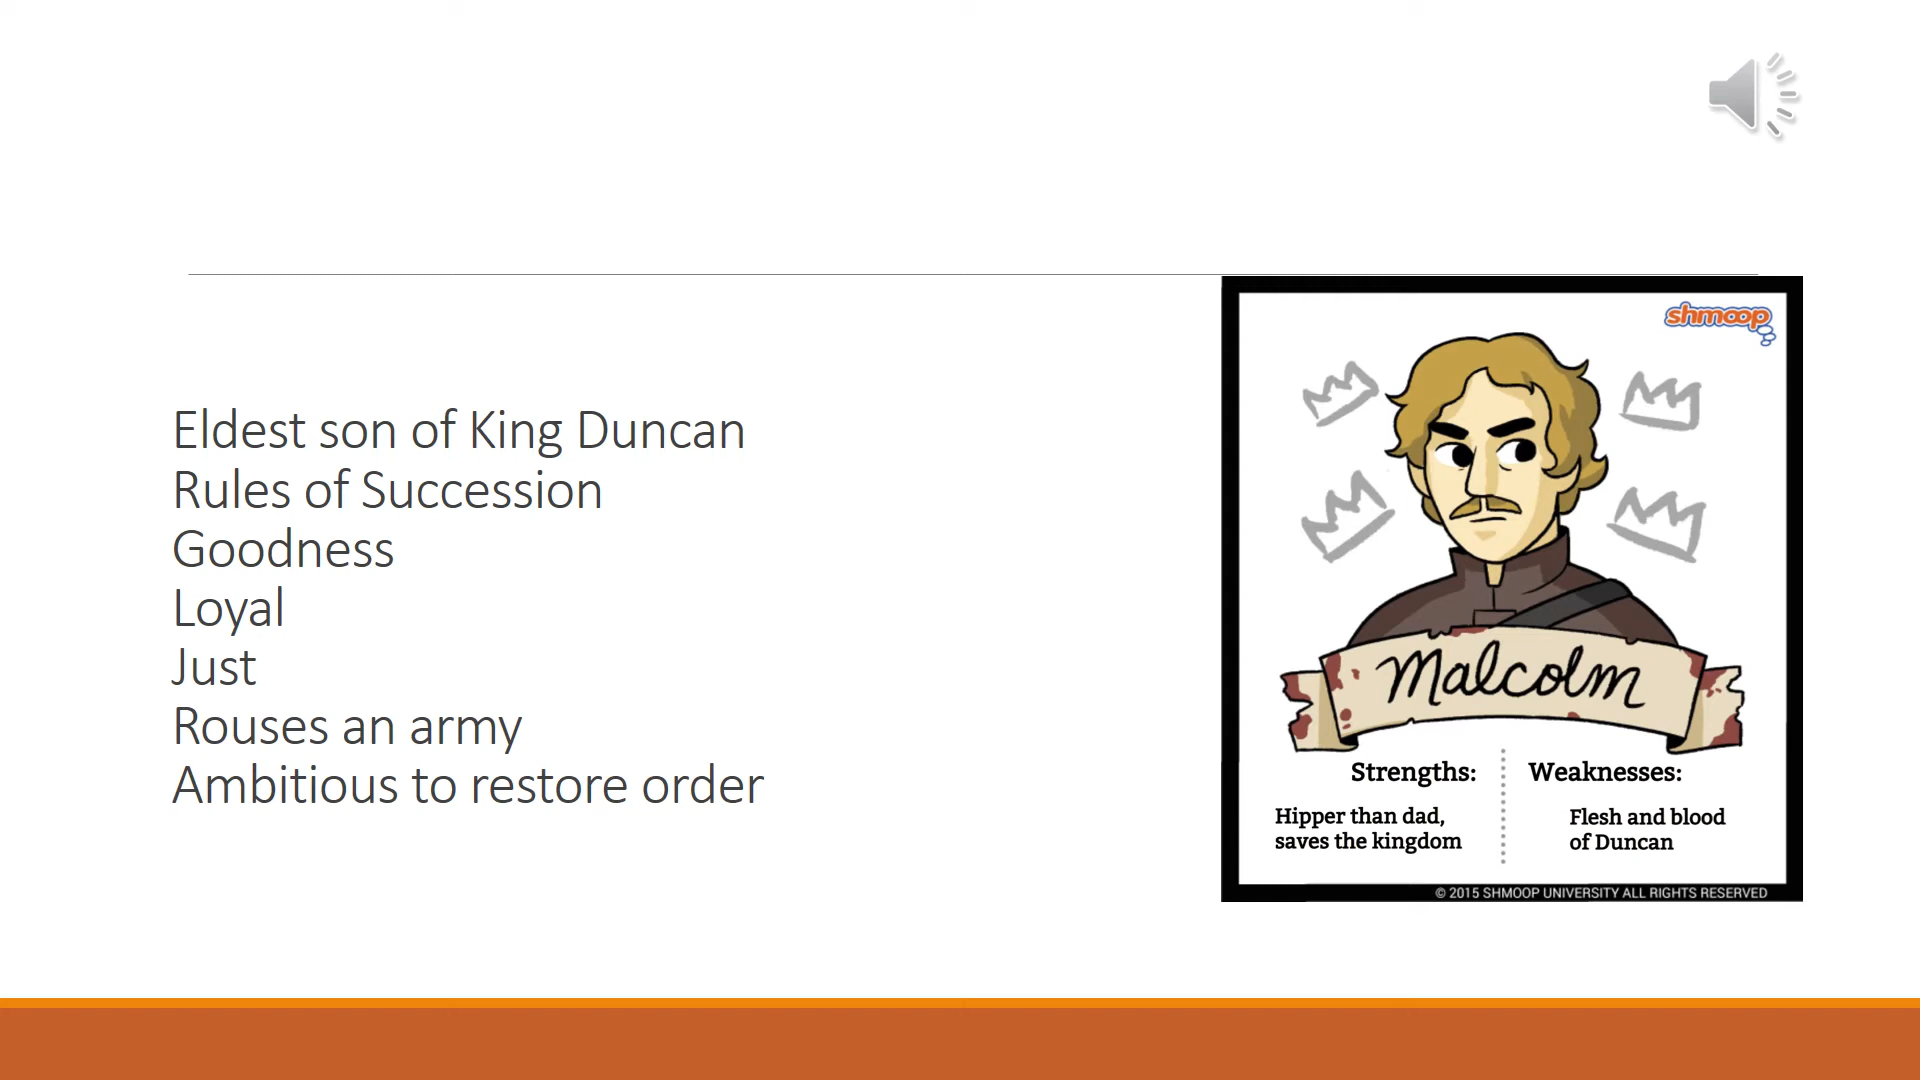 Eldest son of King Duncan
Rules of Succession
Goodness
Loyal
Just
Rouses an army
Ambitious to restore order
shmoop
Malcolm
Strengths:
Hipper than dad,
saves the kingdom
Weaknesses:
Flesh and blood
of Duncan
© 2015 SHMOOP UNIVERSITY ALL RIGHTS RESERVED